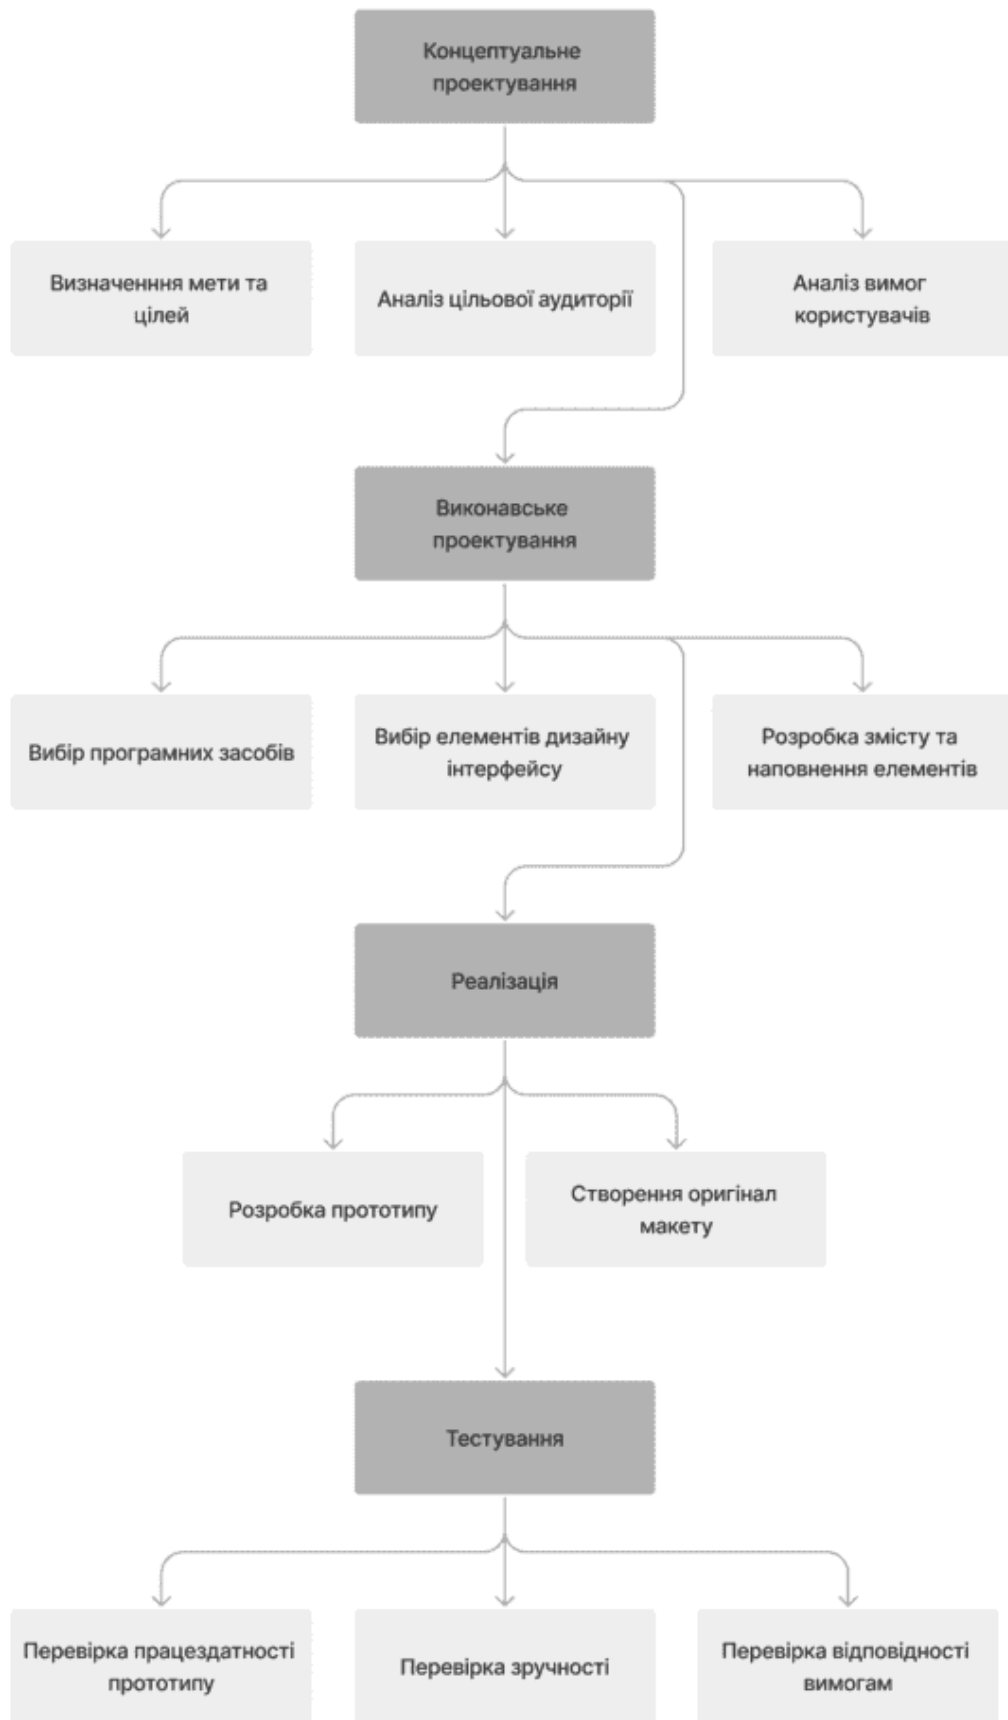 Концептуальне
проектування
Визначенння мети та
цілей
Аналіз цільової аудиторії
Аналіз вимог
користувачів
Виконавське
проектування
Вибір програмних засобів
Вибір елементів дизайну
інтерфейсу
Розробка змісту та
наповнення елементів
Реалізація
Розробка прототипу
Створення оригінал
макету
Тестування
Перевірка працездатності
прототипу
Перевірка зручності
Перевірка відповідності
вимогам